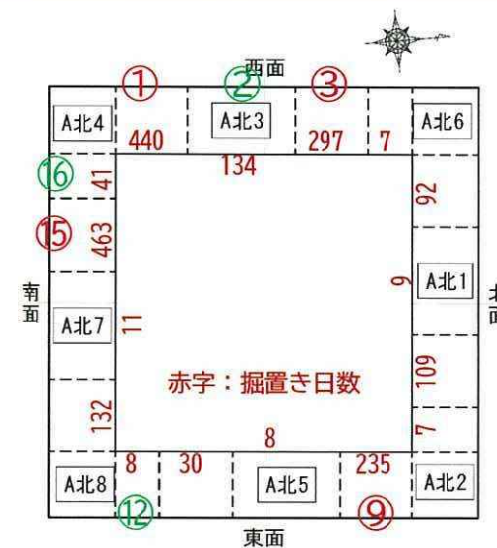 西面
① ② ③
A北4 A北3 A北6
440 297 7
134
⑯ 41 92
⑮ 463
南面
北面
9 A北1
A北7 11
109
赤字：掘置き日数
132 7
8
8 30 235
A北8 A北5 A北2
⑫ ⑨
東面